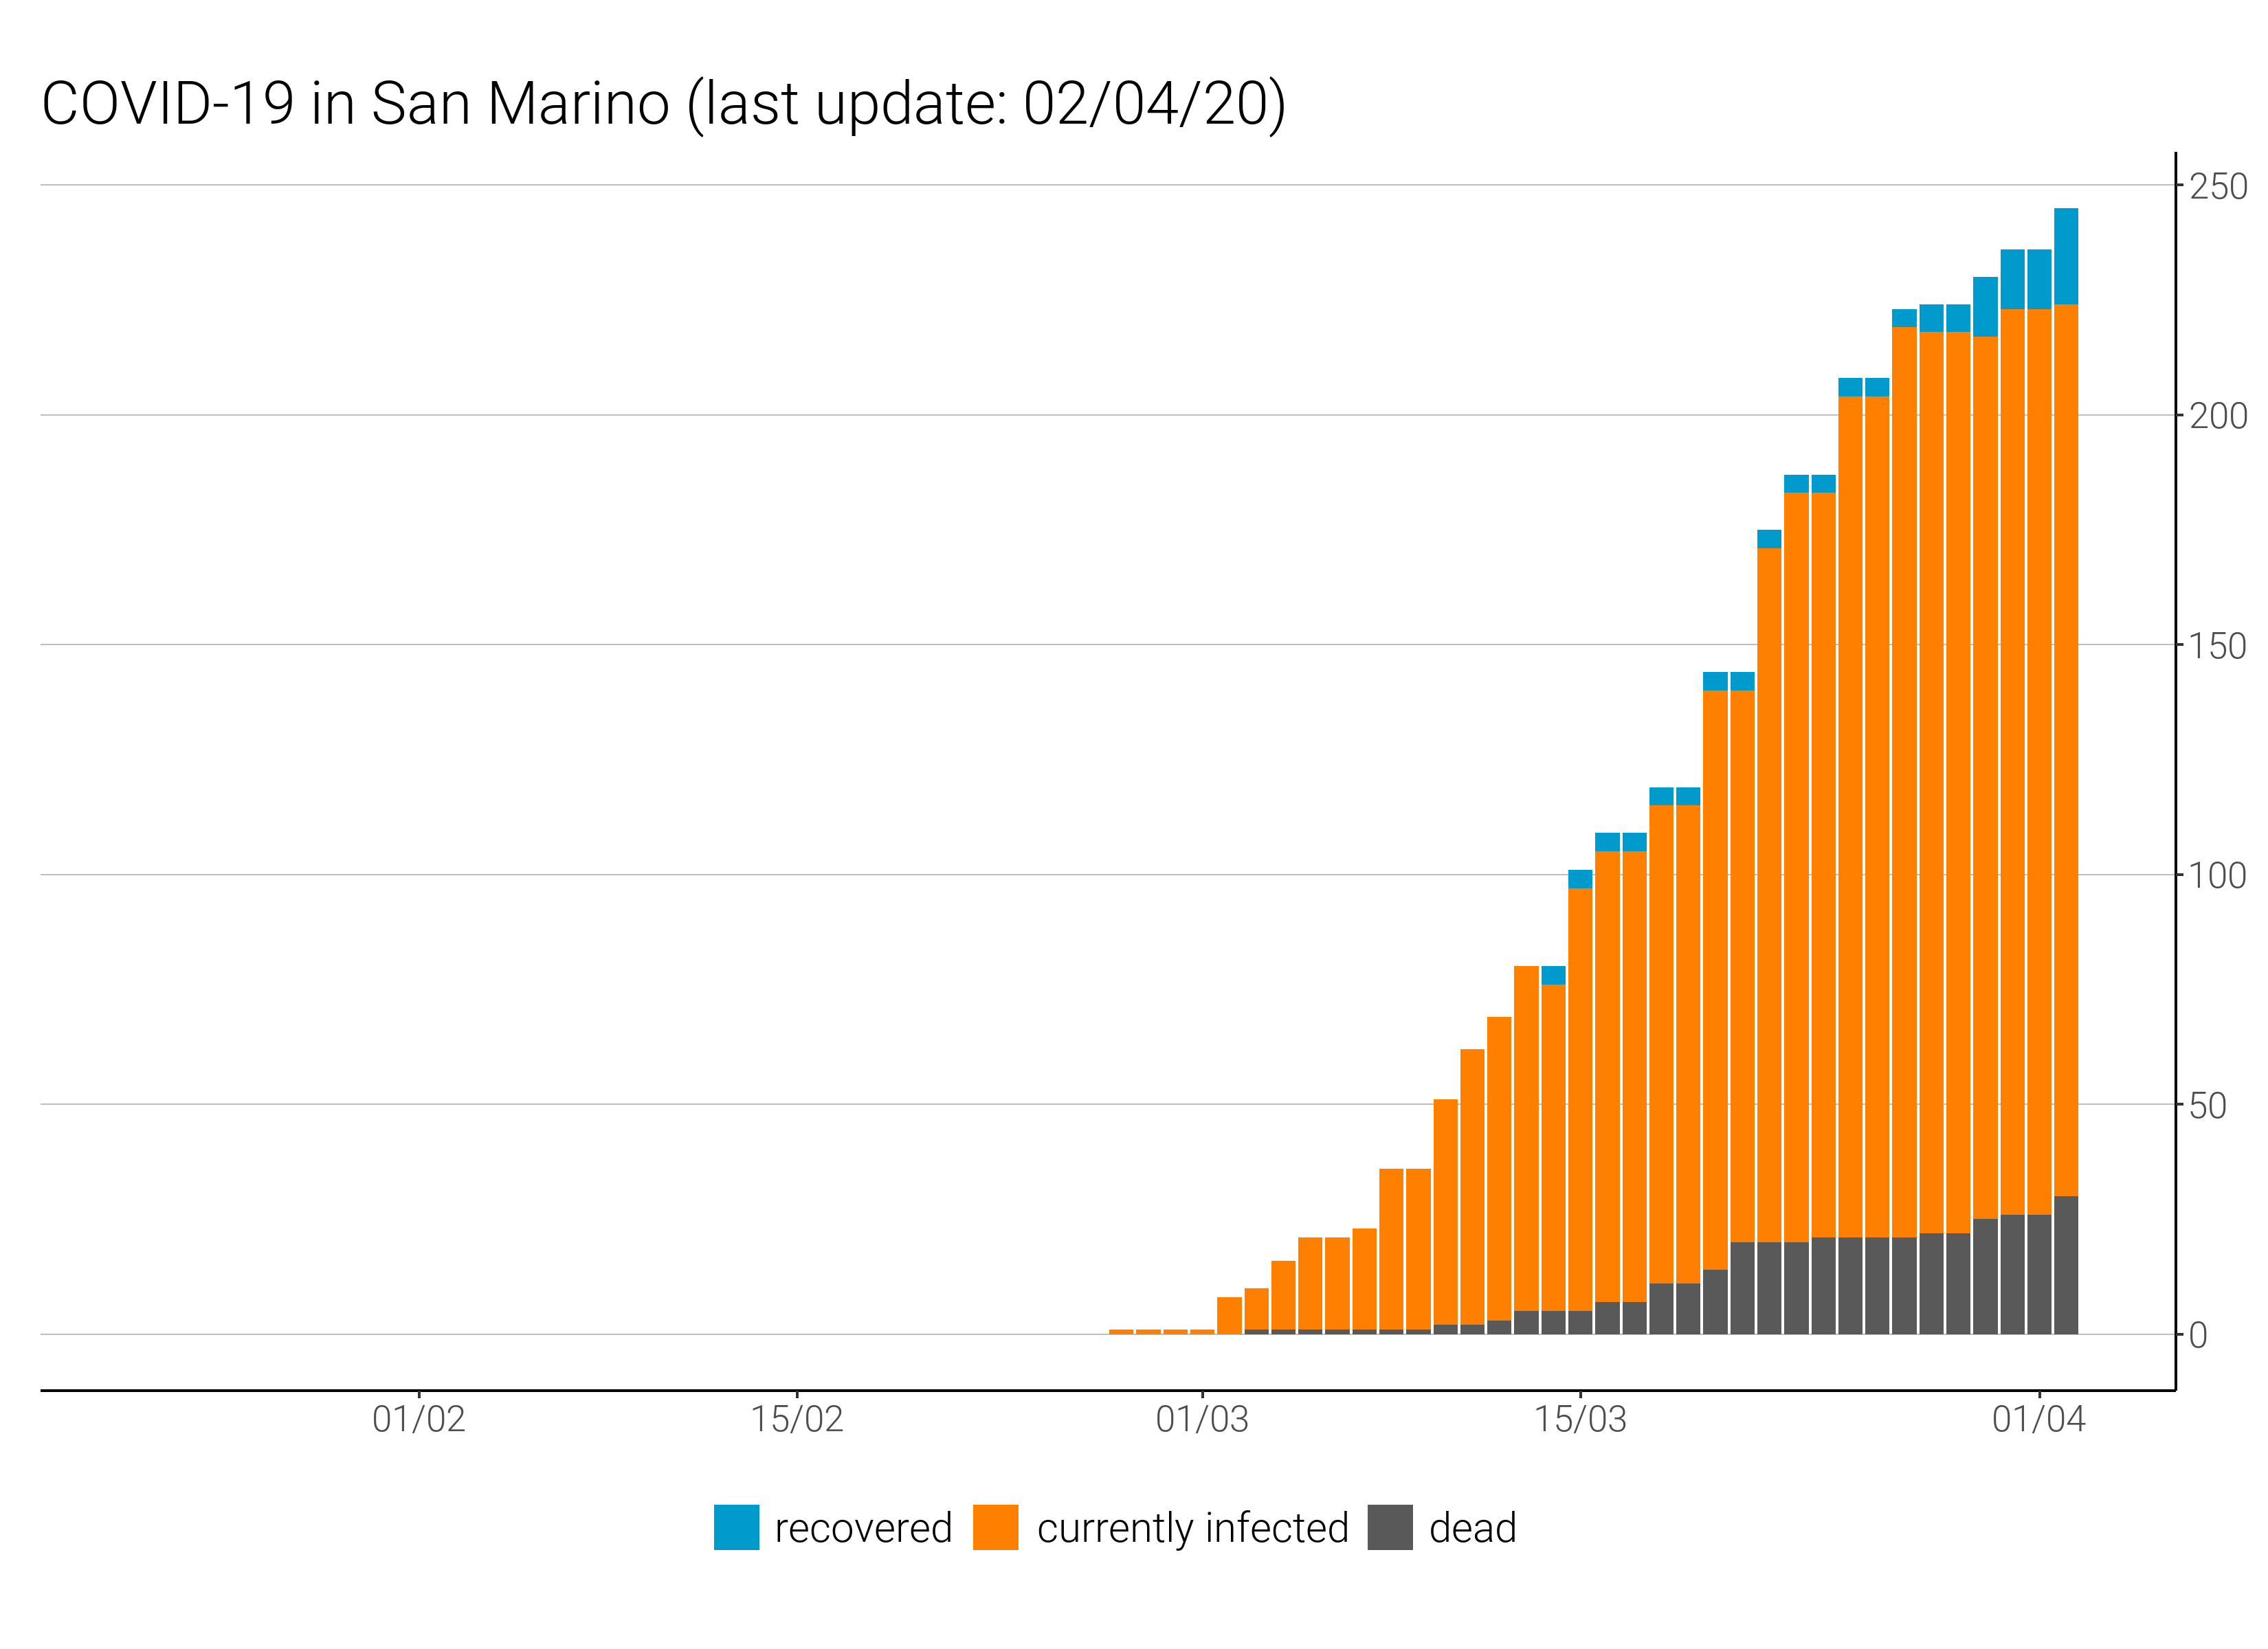 COVID-19 in San Marino (last update: 02/04/20)
250
200
150
100
50
0
01/02 15/02 01/03 15/03 01/04
recovered currently infected dead